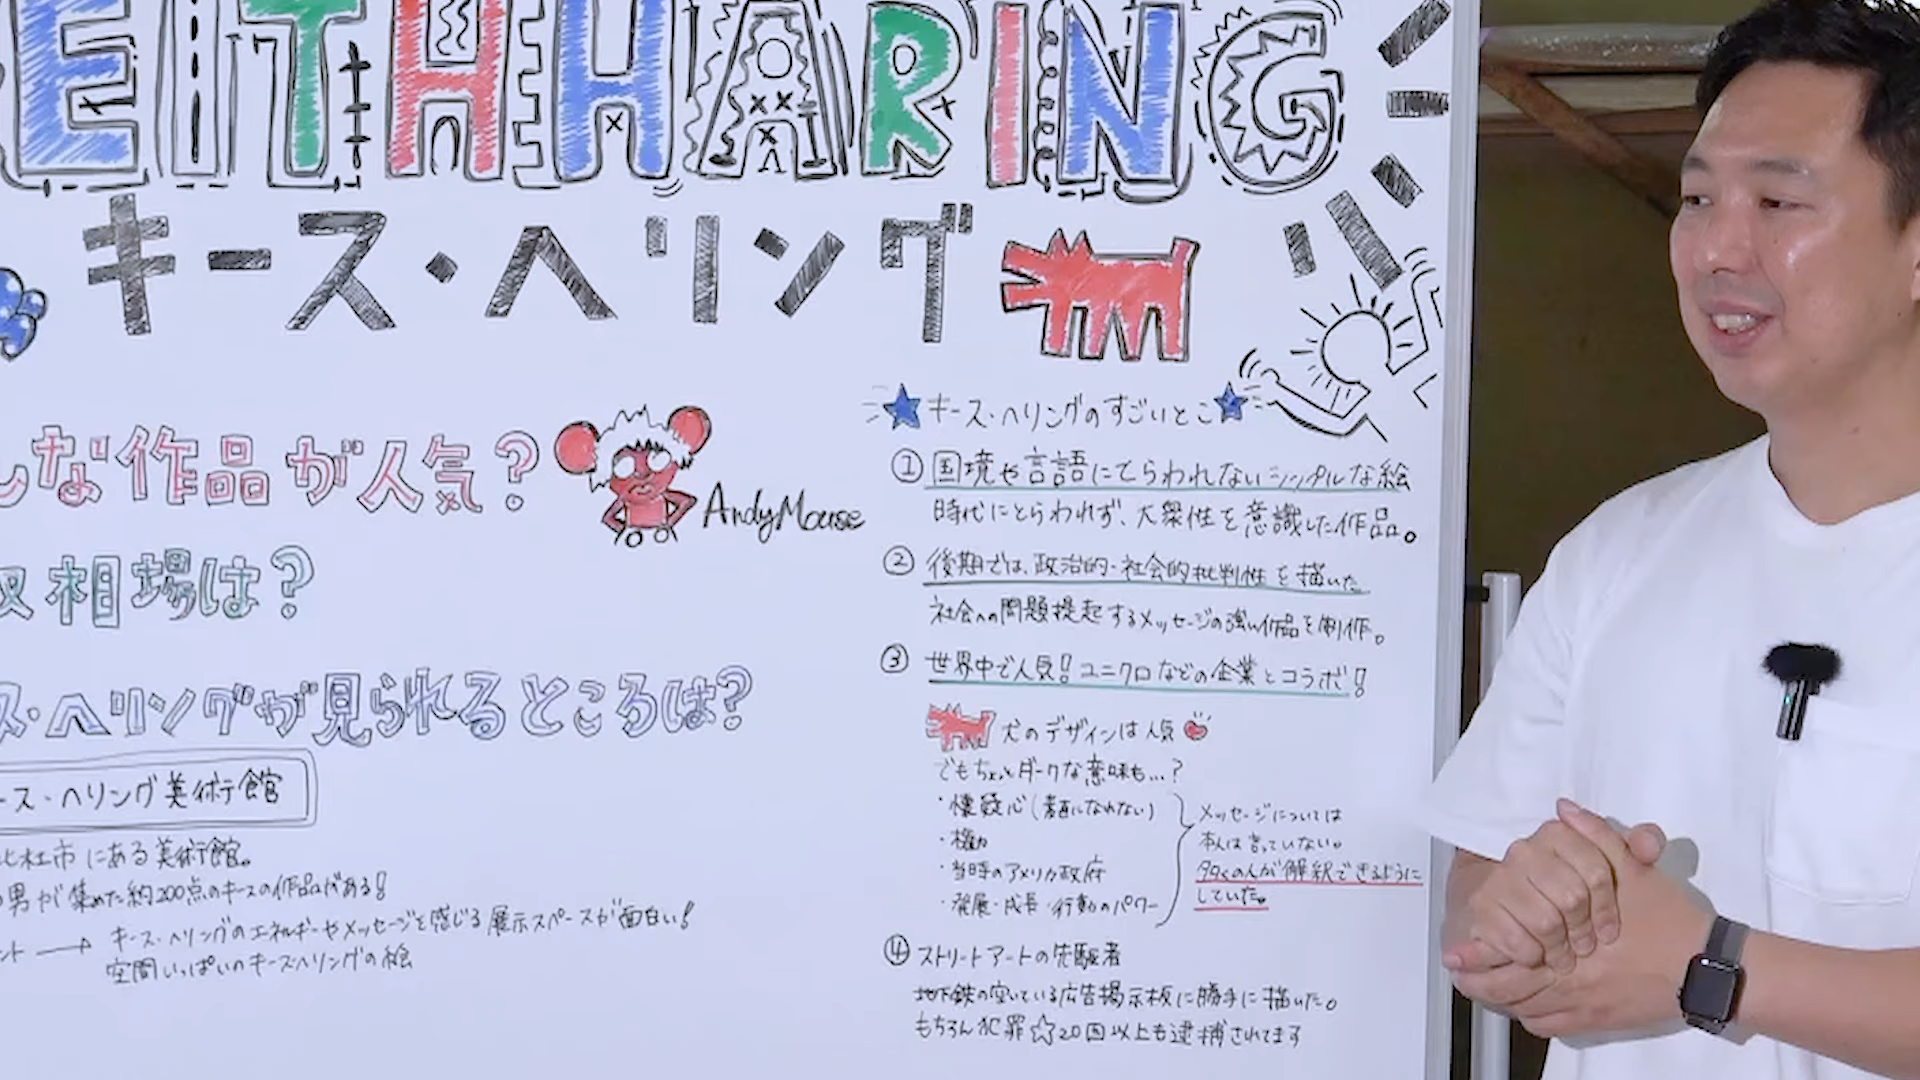 EITH HARING
キース・ヘリング
な作品が人気?
Andy Mouse
相場は?
ス・ヘリングが見られるところは?
ース・ヘリング美術館
北杜市にある美術館。
男が集めた約200点のキースの作品がある!
ント → キース・ヘリングのエネルギーやメッセージを感じる展示スペースが面白い!
空間いっぱいのキースヘリングの絵
キース・ヘリングのすごいとこ
① 国境や言語にとらわれないシンプルな絵
時代にとらわれず、大衆性を意識した作品。
② 後期では、政治的・社会的批判性を描いた
社会への問題提起するメッセージの強い作品を制作。
③ 世界中で人気!ユニクロなどの企業とコラボ!
犬のデザインは人気
でもちょっとダークな意味も…?
・懐疑心(素直になれない)
・権力
・当時のアメリカ政府
・発展・成長・行動のパワー
メッセージについては
本人は言っていない。
多くの人が解釈できるように
していた。
④ ストリートアートの先駆者
地下鉄の空いている広告掲示板に勝手に描いた。
もちろん犯罪☆20回以上も逮捕されてます